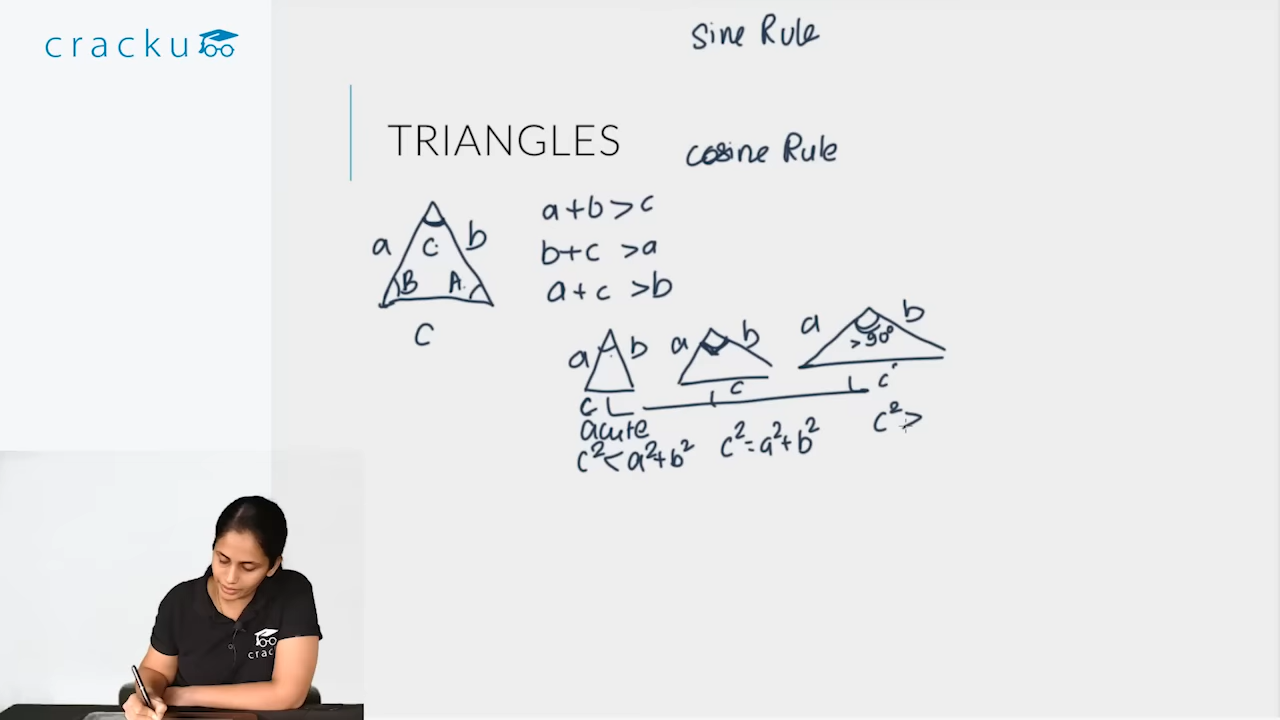 cracku
Sine Rule
TRIANGLES
cosine Rule
a b
C
B A
c
a+b>c
b+c >a
a+c >b
a b
c
acute
c²<a²+b²
a b
c
c²=a²+b²
a b
>90°
c
c²>
crac